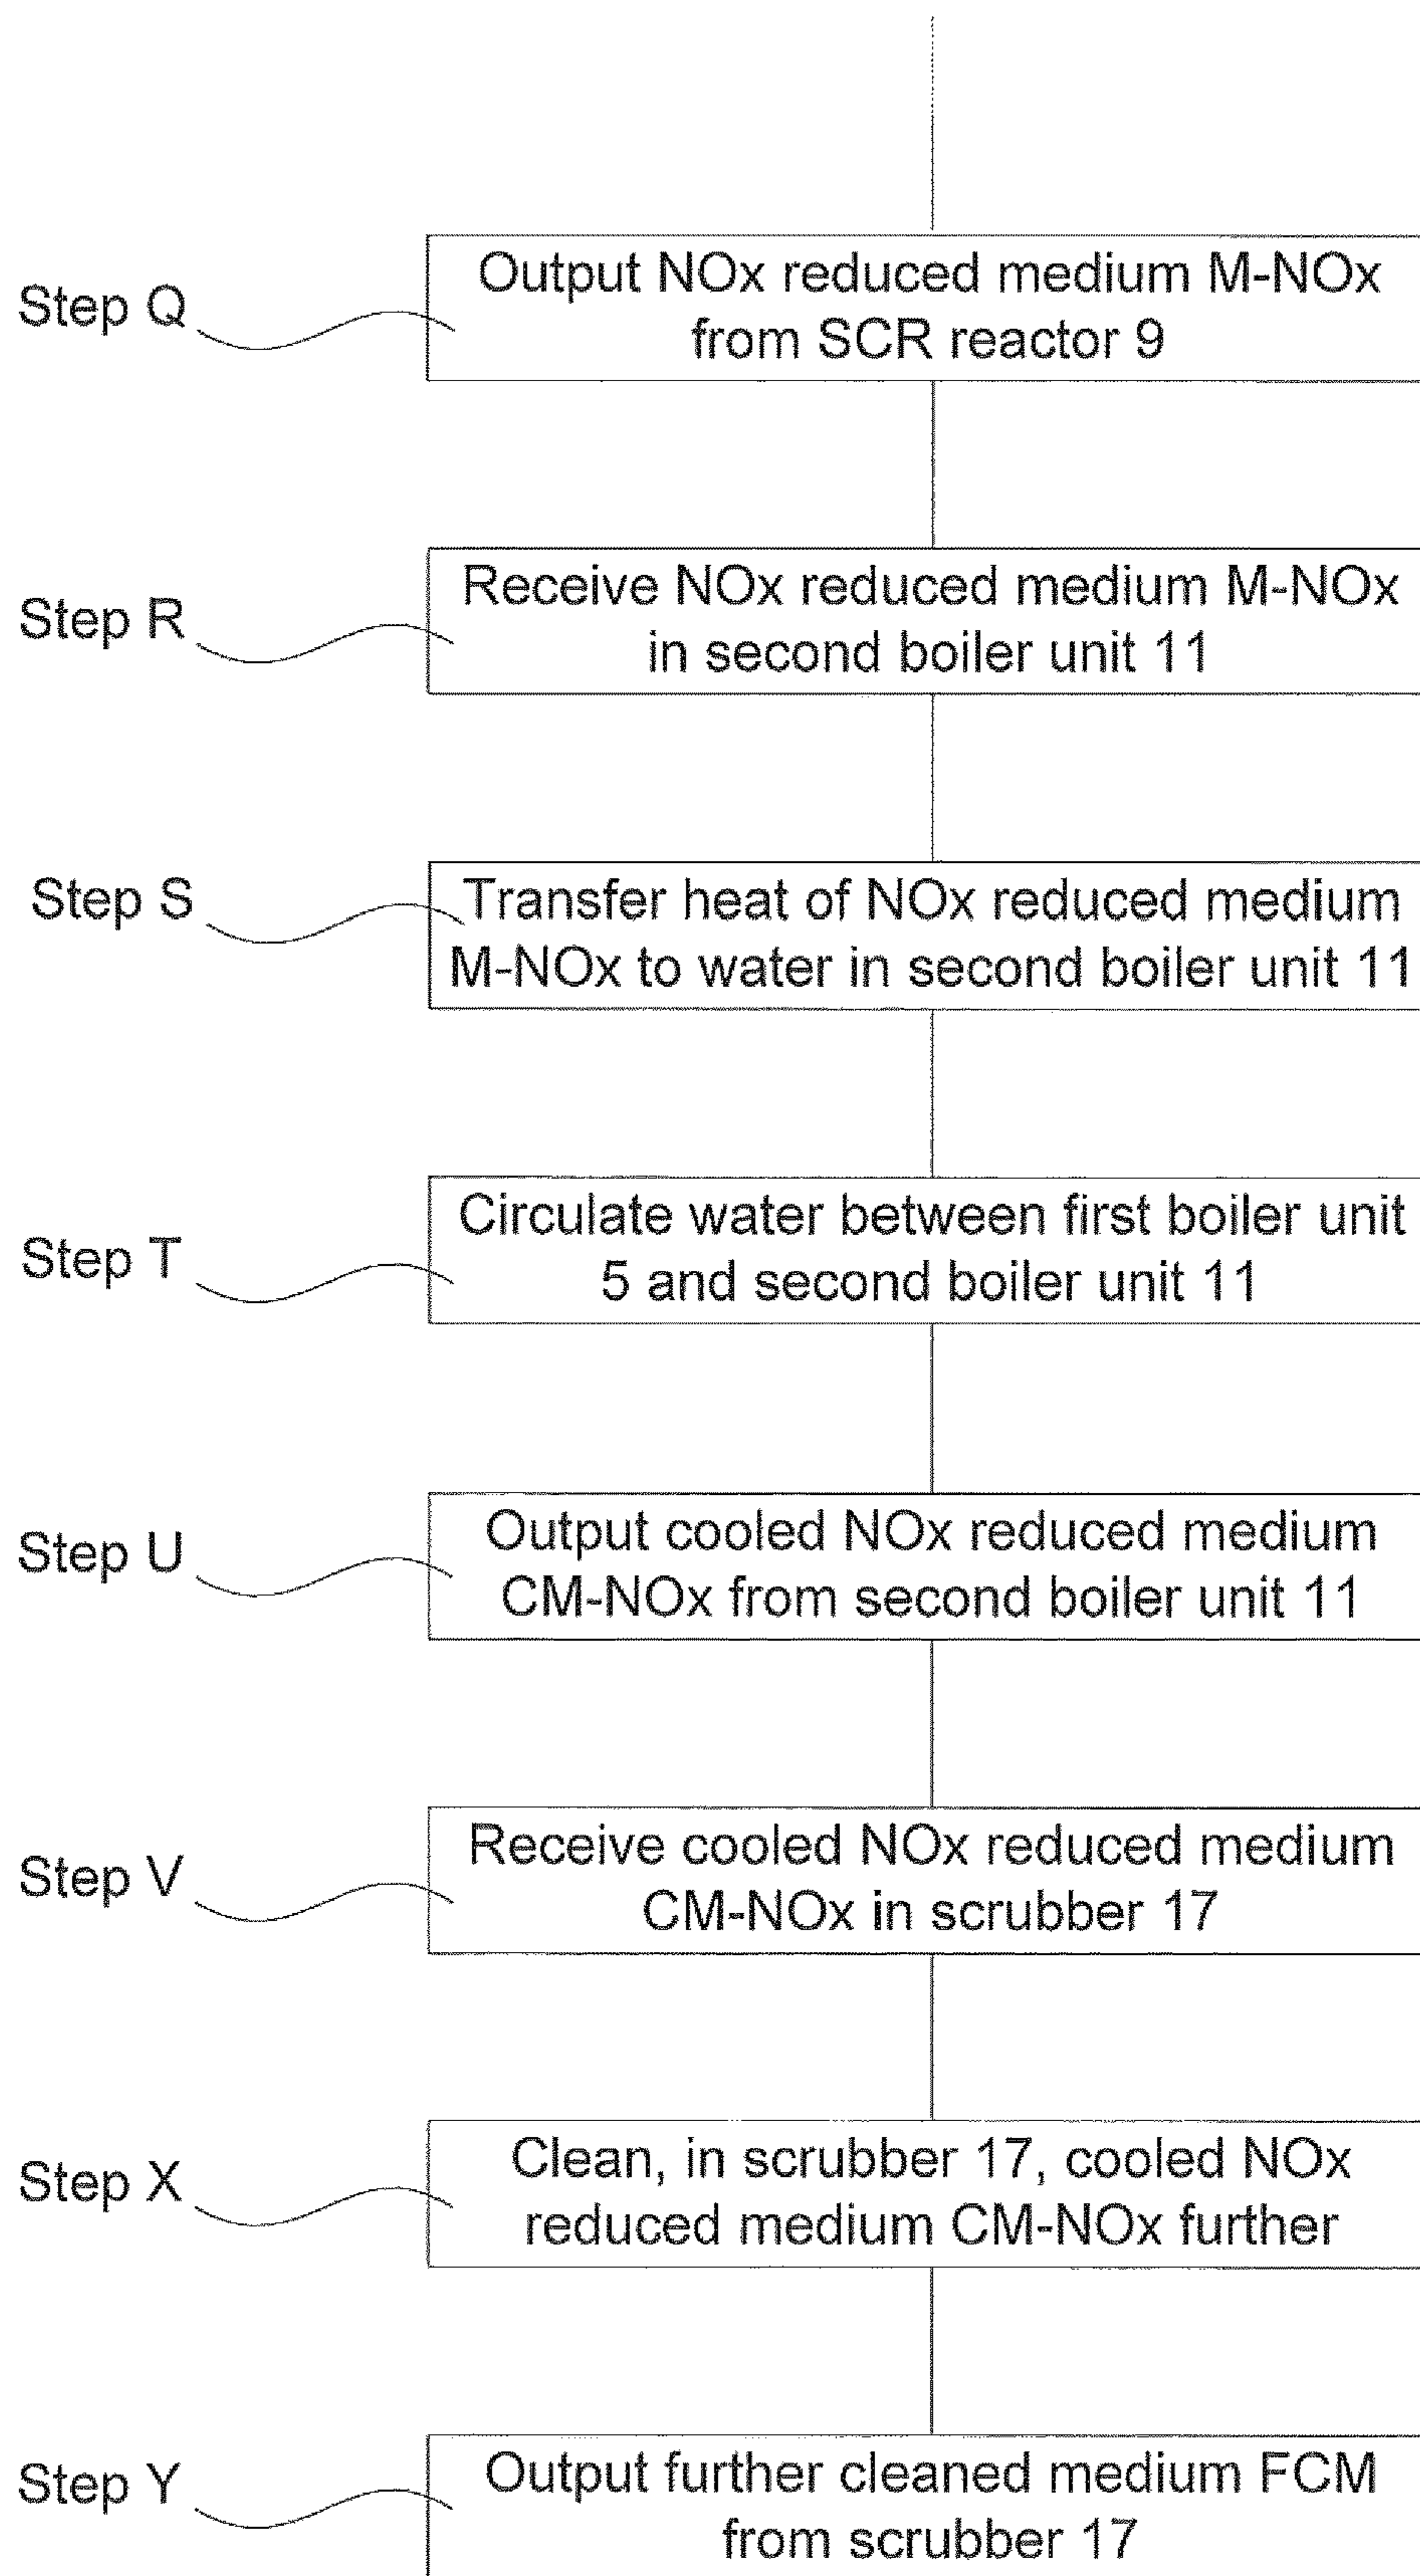 Step Q
Output NOx reduced medium M-NOx
from SCR reactor 9
Step R
Receive NOx reduced medium M-NOx
in second boiler unit 11
Step S
Transfer heat of NOx reduced medium
M-NOx to water in second boiler unit 11
Step T
Circulate water between first boiler unit
5 and second boiler unit 11
Step U
Output cooled NOx reduced medium
CM-NOx from second boiler unit 11
Step V
Receive cooled NOx reduced medium
CM-NOx in scrubber 17
Step X
Clean, in scrubber 17, cooled NOx
reduced medium CM-NOx further
Step Y
Output further cleaned medium FCM
from scrubber 17